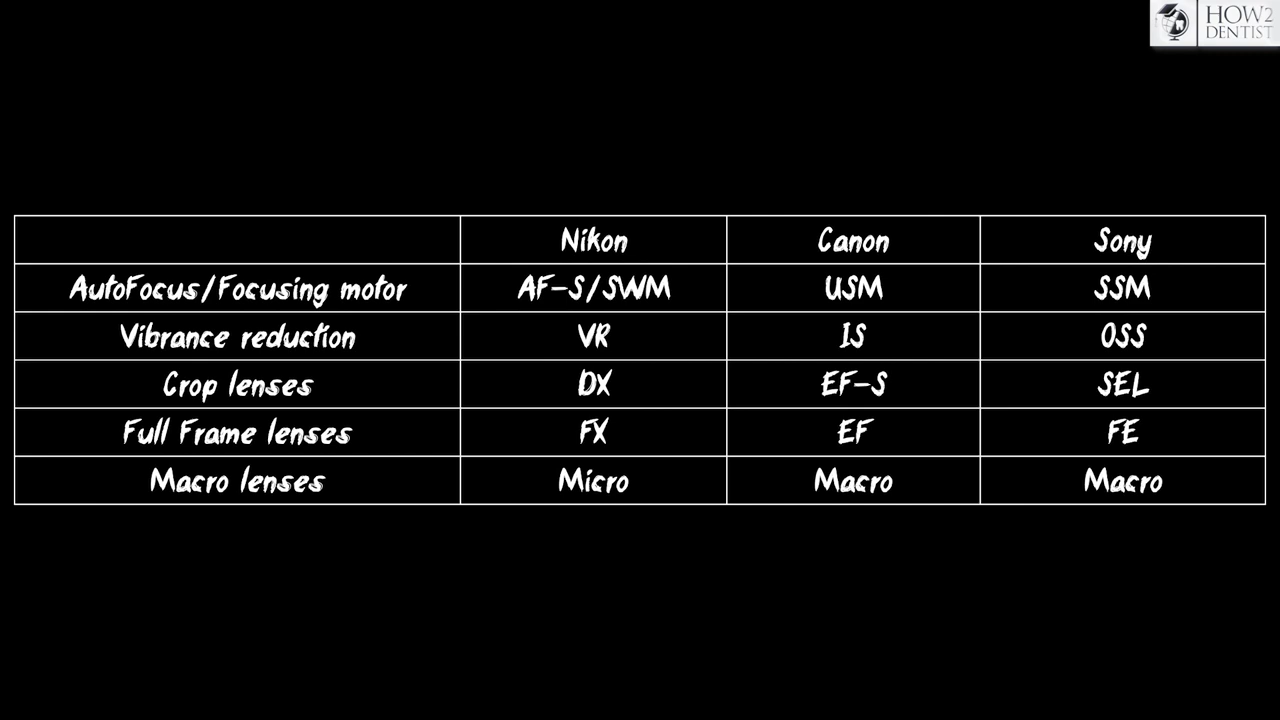 HOW2
DENTIST
Nikon Canon Sony
AutoFocus/Focusing motor AF-S/SWM USM SSM
Vibrance reduction VR IS OSS
Crop lenses DX EF-S SEL
Full Frame lenses FX EF FE
Macro lenses Micro Macro Macro